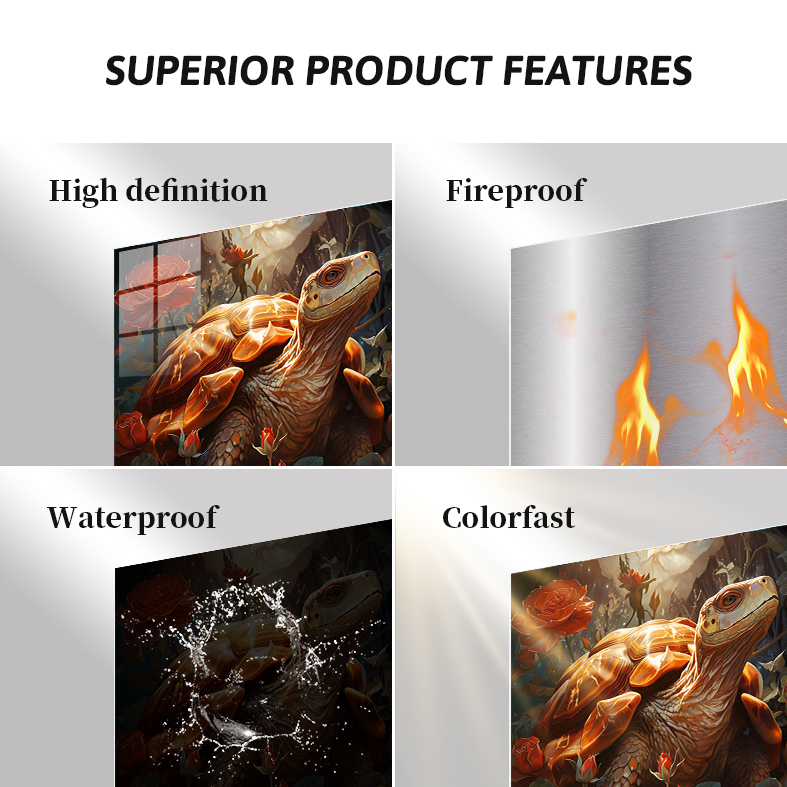 SUPERIOR PRODUCT FEATURES
High definition
Fireproof
Waterproof
Colorfast